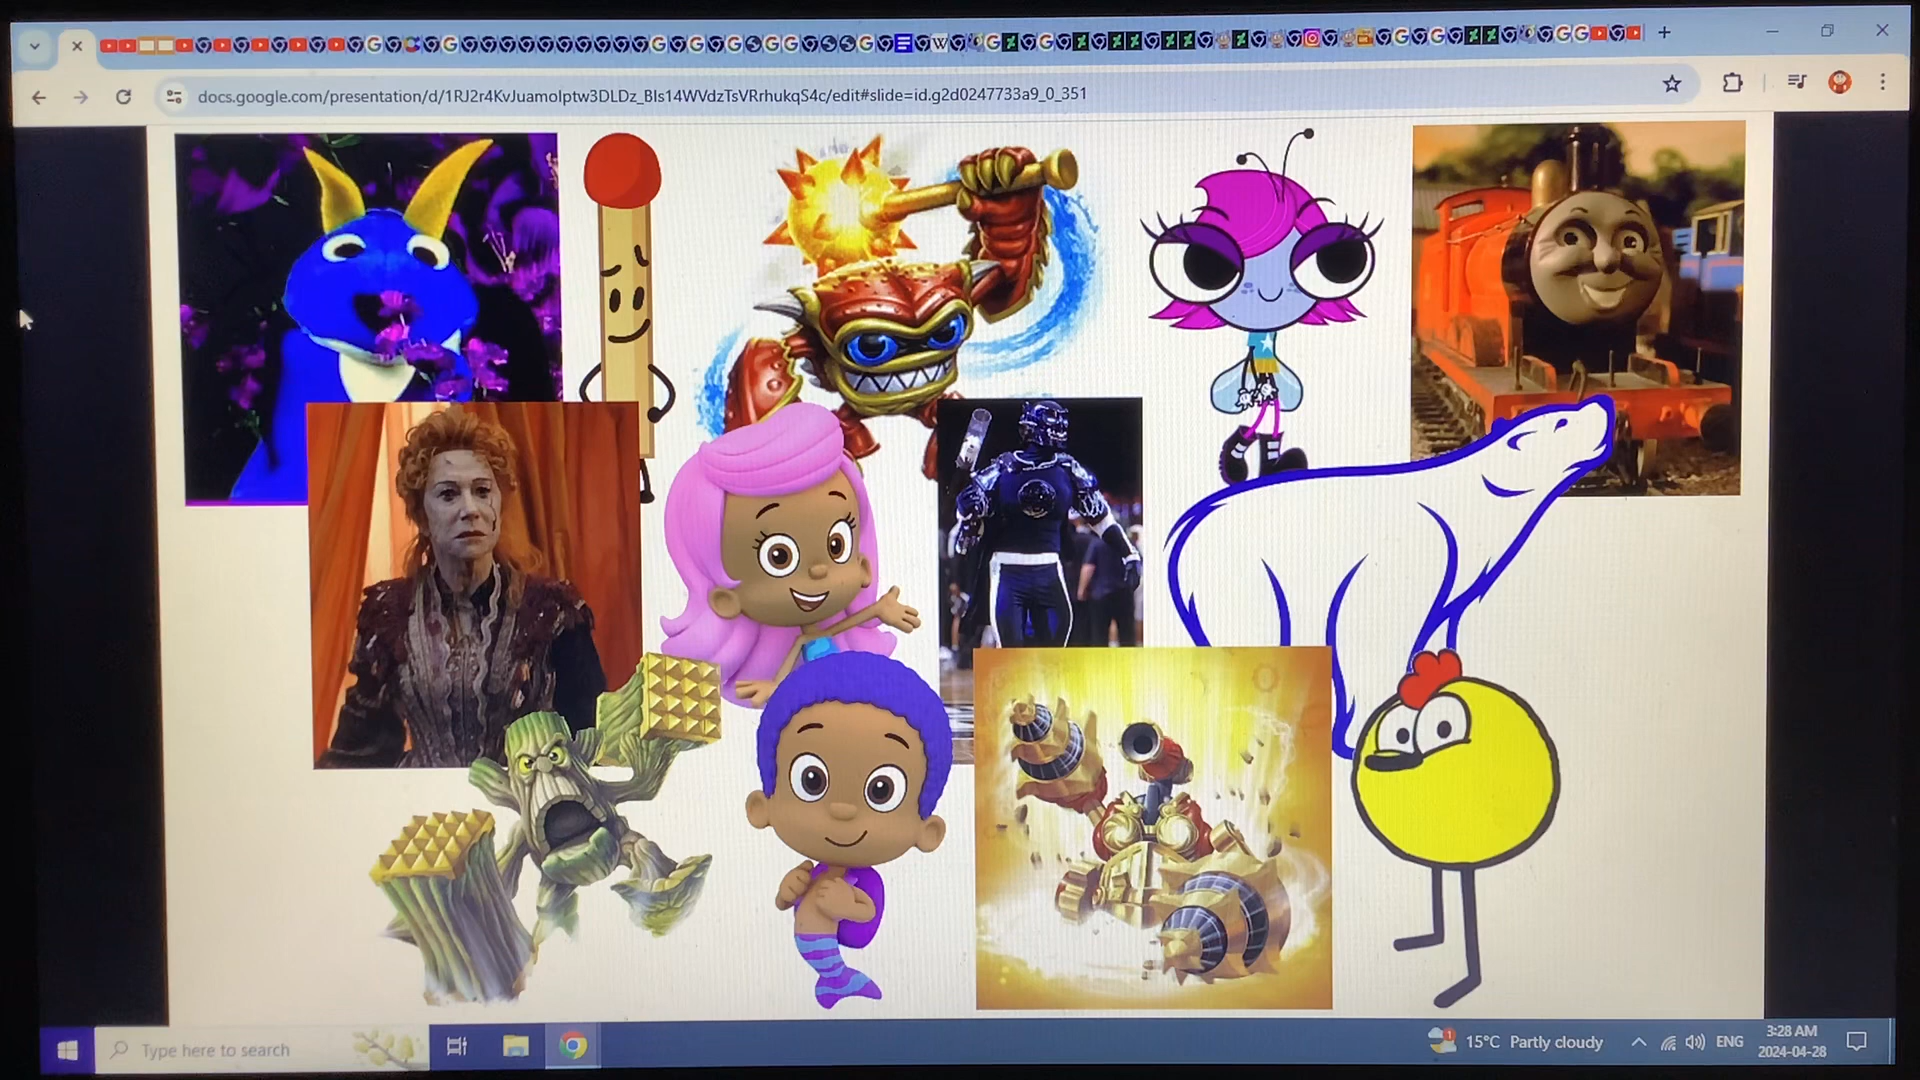 docs.google.com/presentation/d/1RJ2r4KvJuamolptw3DLDz_BIs14WVdzTsVRrhukqS4c/edit#slide=id.g2d0247733a9_0_351
Type here to search
15°C Partly cloudy
ENG
3:28 AM
2024-04-28